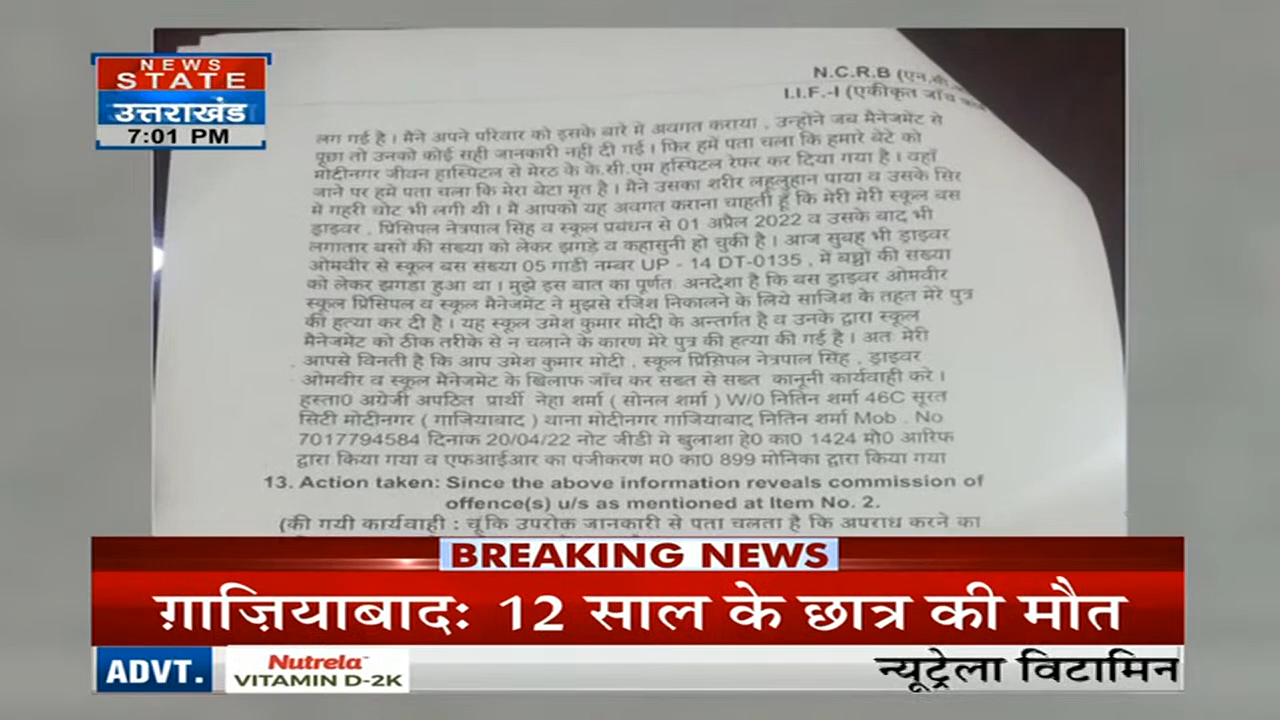 NEWS
STATE
उत्तराखंड
7:01 PM
N.C.R.B (एन.सी.
I.I.F.-I (एकीकृत जाँच
लग गई है। मैने अपने परिवार को इसके बारे मे अवगत कराया , उन्होने जब मैनेजमेंट से
पूछा तो उनको कोई सही जानकारी नही दी गई। फिर हमें पता चला कि हमारे बेटे को
मोदीनगर जीवन हास्पिटल से मेरठ के के.सी.एम हस्पिटल रेफर कर दिया गया है। वहाँ
जाने पर हमे पता चला कि मेरा बेटा मृत है। मैने उसका शरीर लहूलुहान पाया व उसके सिर
मे गहरी चोट भी लगी थी। मै आपको यह अवगत कराना चाहती हूँ कि मेरी मेरी स्कूल बस
ड्राइवर , प्रिंसिपल नेत्रपाल सिह व स्कूल प्रबधन से 01 अप्रैल 2022 व उसके बाद भी
लगातार बसो की संख्या को लेकर झगडे व कहासुनी हो चुकी है। आज सुबह भी ड्राइवर
ओमवीर से स्कूल बस संख्या 05 गाडी नम्बर UP - 14 DT-0135 , मे बच्चो की सख्या
को लेकर झगडा हुआ था। मुझे इस बात का पूर्णत अनदेशा है कि बस ड्राइवर ओमवीर
स्कूल प्रिसिपल व स्कूल मैनेजमेंट ने मुझसे रजिश निकालने के लिये साजिश के तहत मेरे पुत्र
की हत्या कर दी है। यह स्कूल उमेश कुमार मोदी के अन्तर्गत है व उनके द्वारा स्कूल
मैनेजमेंट को ठीक तरीके से न चलाने के कारण मेरे पुत्र की हत्या की गई है। अत मेरी
आपसे विनती है कि आप उमेश कुमार मोदी , स्कूल प्रिसिपल नेत्रपाल सिह , ड्राइवर
ओमवीर व स्कूल मैनेजमेंट के खिलाफ जाँच कर सख्त से सख्त कानूनी कार्यवाही करे।
हस्ता0 अग्रेजी अपठित प्रार्थी नेहा शर्मा ( सोनल शर्मा ) W/0 नितिन शर्मा 46C सूरत
सिटी मोदीनगर ( गाजियाबाद ) थाना मोदीनगर गाजियाबाद नितिन शर्मा Mob . No
7017794584 दिनाक 20/04/22 नोट जीडी मे खुलाशा हे0 का0 1424 मौ0 आरिफ
द्वारा किया गया व एफआईआर का पंजीकरण म0 का0 899 मोनिका द्वारा किया गया
13. Action taken: Since the above information reveals commission of
offence(s) u/s as mentioned at Item No. 2.
(की गयी कार्यवाही : चूंकि उपरोक्त जानकारी से पता चलता है कि अपराध करने का
BREAKING NEWS
ग़ाज़ियाबाद: 12 साल के छात्र की मौत
ADVT.
Nutrela
VITAMIN D-2K
न्यूट्रेला विटामिन